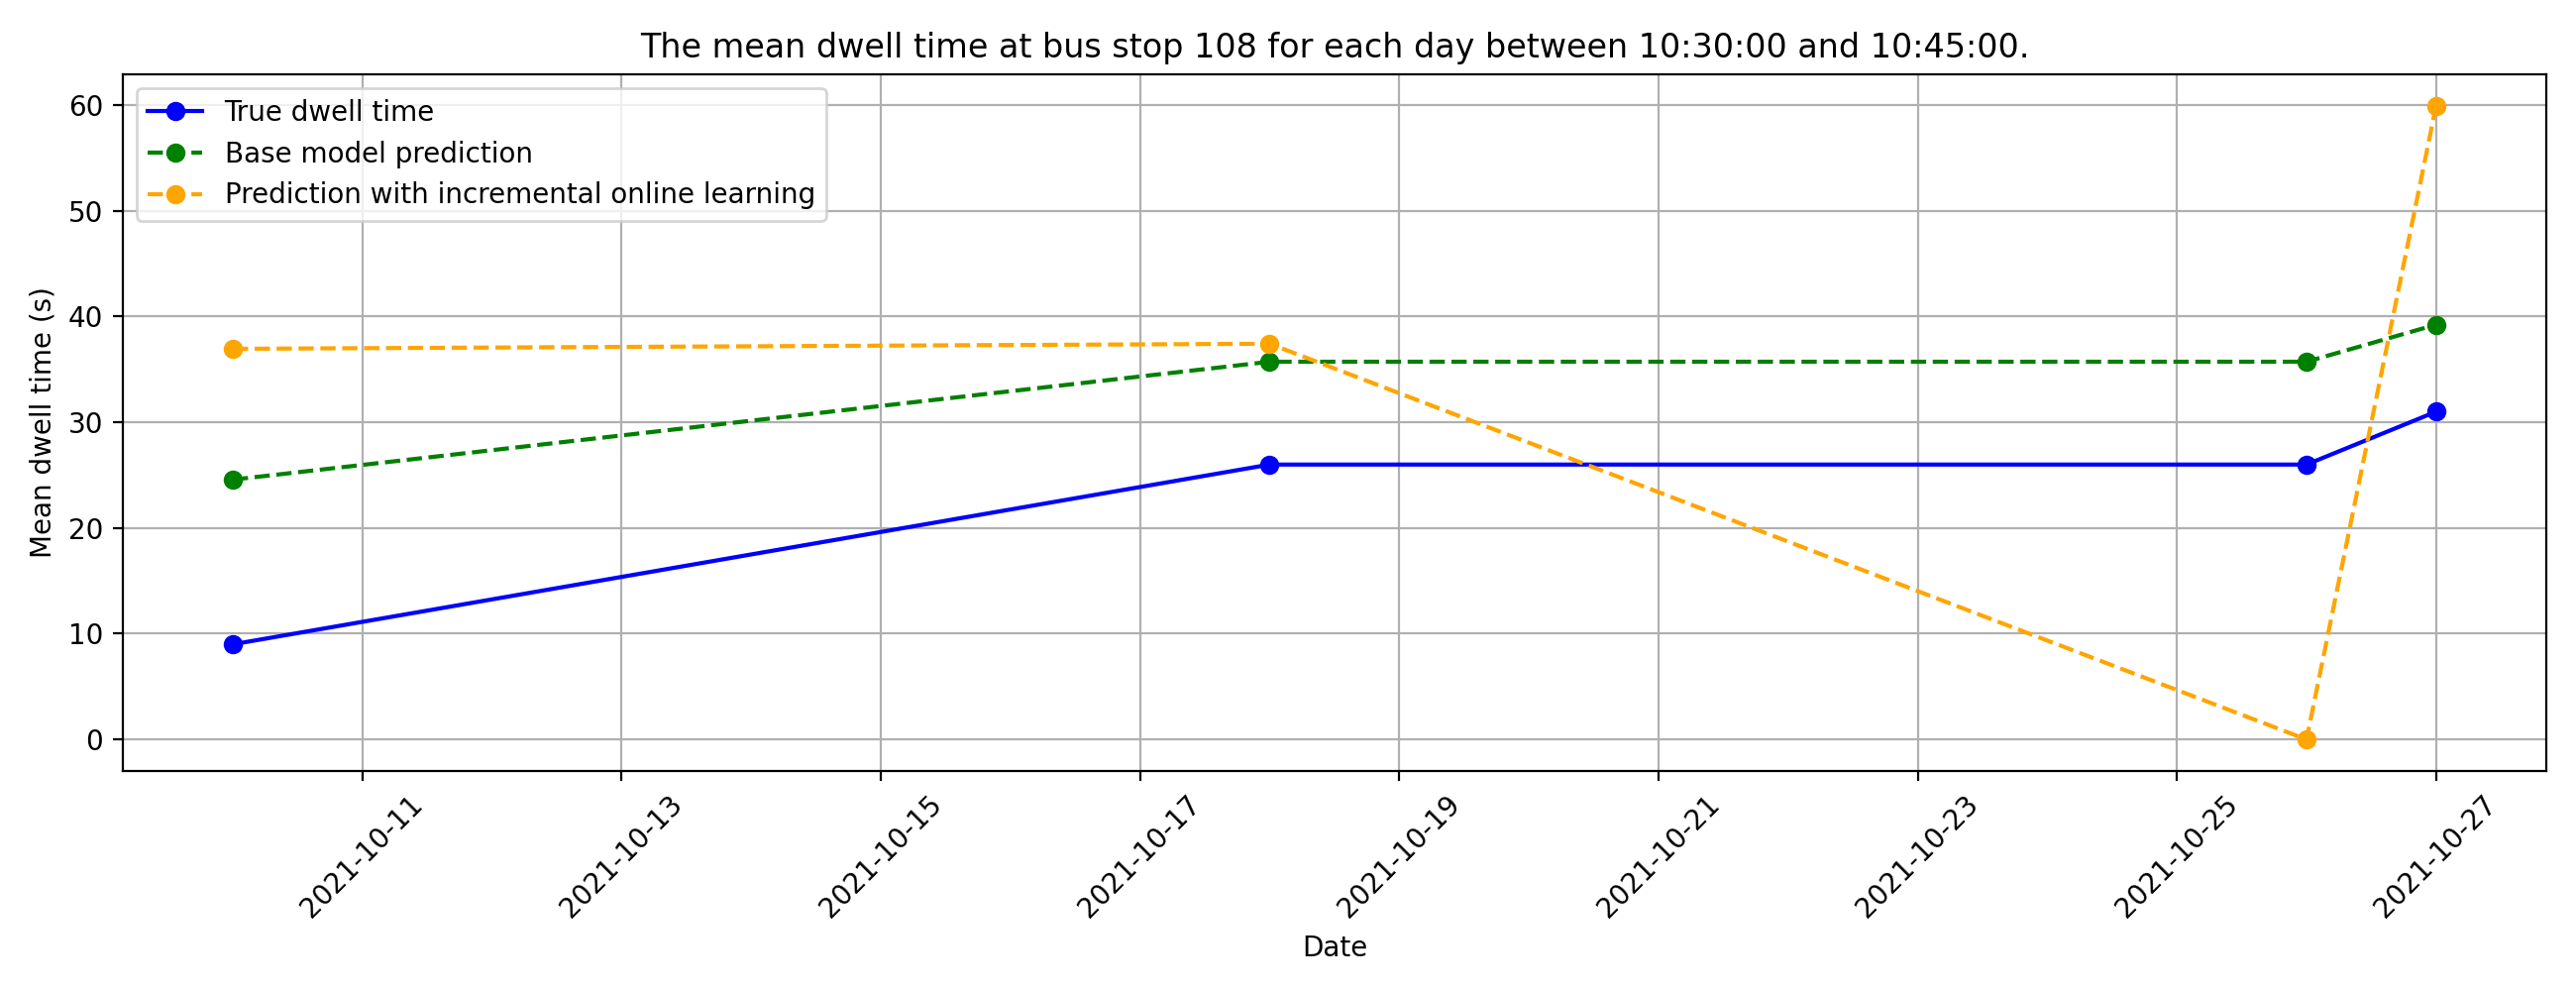 The mean dwell time at bus stop 108 for each day between 10:30:00 and 10:45:00.
True dwell time
Base model prediction
Prediction with incremental online learning
Mean dwell time (s)
60
50
40
30
20
10
0
2021-10-11
2021-10-13
2021-10-15
2021-10-17
2021-10-19
2021-10-21
2021-10-23
2021-10-25
2021-10-27
Date